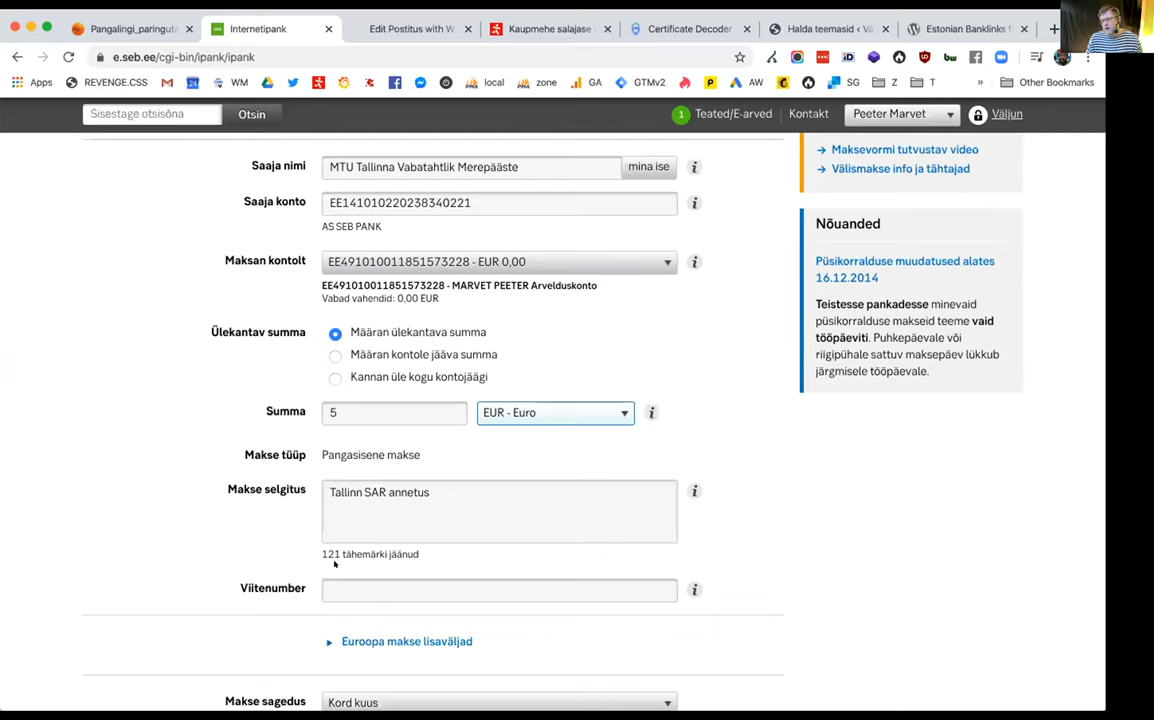 Pangalingi_paringuta
Internetipank
Edit Postitus with W
Kaupmehe salajase
Certificate Decoder
Halda teemasid ‹ Vä
Estonian Banklinks f
e.seb.ee/cgi-bin/ipank/ipank
Apps
REVENGE.CSS
WM
local
zone
GA
GTMv2
AW
SG
Z
T
»
Other Bookmarks
Sisestage otsisõna
Otsin
1
Teated/E-arved
Kontakt
Peeter Marvet
Väljun
Saaja nimi
MTU Tallinna Vabatahtlik Merepääste
mina ise
Saaja konto
EE141010220238340221
AS SEB PANK
Maksan kontolt
EE491010011851573228 - EUR 0,00
EE491010011851573228 - MARVET PEETER Arvelduskonto
Vabad vahendid: 0,00 EUR
Ülekantav summa
Määran ülekantava summa
Määran kontole jääva summa
Kannan üle kogu kontojäägi
Summa
5
EUR - Euro
Makse tüüp
Pangasisene makse
Makse selgitus
Tallinn SAR annetus
121 tähemärki jäänud
Viitenumber
Euroopa makse lisaväljad
Makse sagedus
Kord kuus
Maksevormi tutvustav video
Välismakse info ja tähtajad
Nõuanded
Püsikorralduse muudatused alates
16.12.2014
Teistesse pankadesse minevaid
püsikorralduse makseid teeme vaid
tööpäeviti. Puhkepäevale või
riigipühale sattuv maksepäev lükkub
järgmisele tööpäevale.